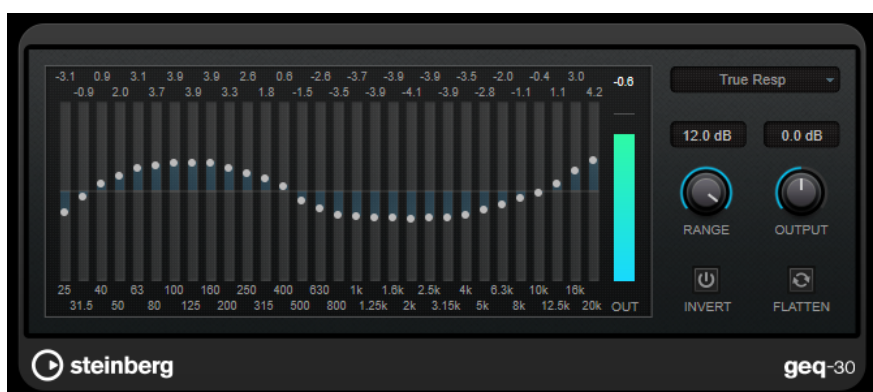 -3.1 0.9 3.1 3.9 3.9 2.6 0.6 -2.6 -3.7 -3.9 -3.9 -3.5 -2.0 -0.4 3.0 -0.6
-0.9 2.0 3.7 3.9 3.3 1.8 -1.5 -3.5 -3.9 -4.1 -3.9 -2.8 -1.1 1.1 4.2
True Resp
12.0 dB 0.0 dB
RANGE OUTPUT
25 40 63 100 160 250 400 630 1k 1.6k 2.5k 4k 6.3k 10k 16k
31.5 50 80 125 200 315 500 800 1.25k 2k 3.15k 5k 8k 12.5k 20k OUT
INVERT FLATTEN
steinberg geq-30